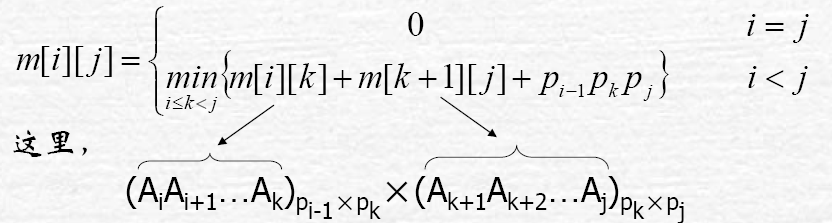 m[i][j] = { 0 i = j
min_{i≤k<j}{m[i][k] + m[k+1][j] + p_{i-1}p_kp_j} i < j
这里，
(A_iA_{i+1}…A_k)_{p_{i-1}×p_k} × (A_{k+1}A_{k+2}…A_j)_{p_k×p_j}